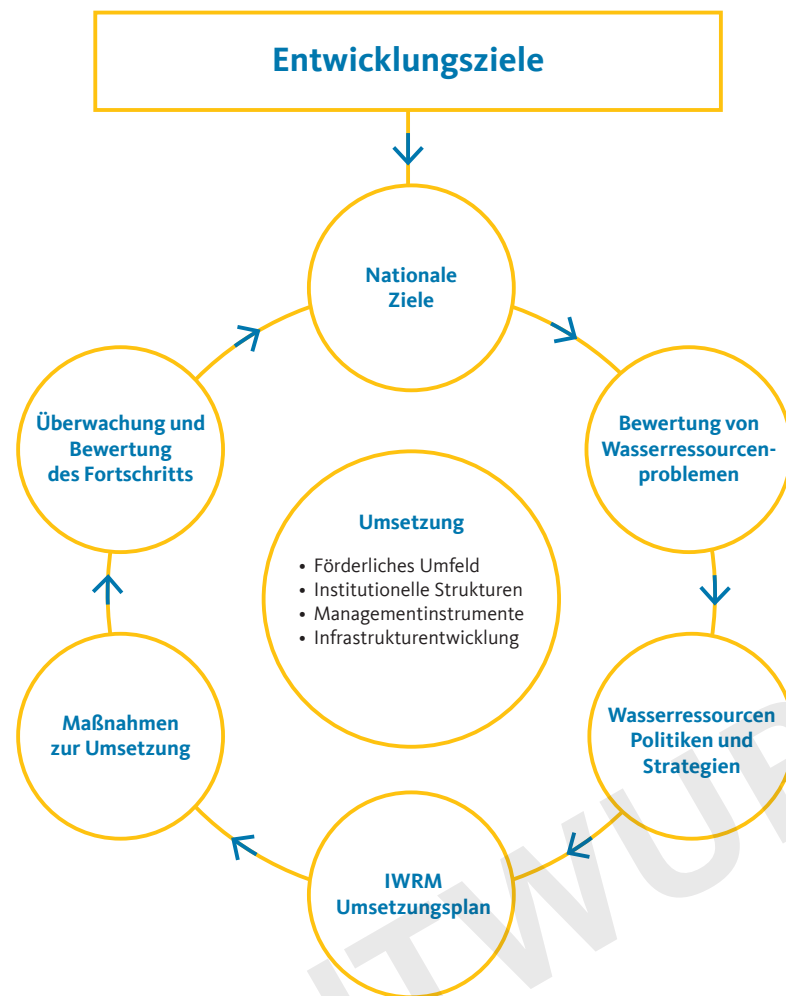 Entwicklungsziele
Nationale
Ziele
Bewertung von
Wasserressourcen-
problemen
Wasserressourcen
Politiken und
Strategien
IWRM
Umsetzungsplan
Maßnahmen
zur Umsetzung
Überwachung und
Bewertung
des Fortschritts
Umsetzung
• Förderliches Umfeld
• Institutionelle Strukturen
• Managementinstrumente
• Infrastrukturentwicklung